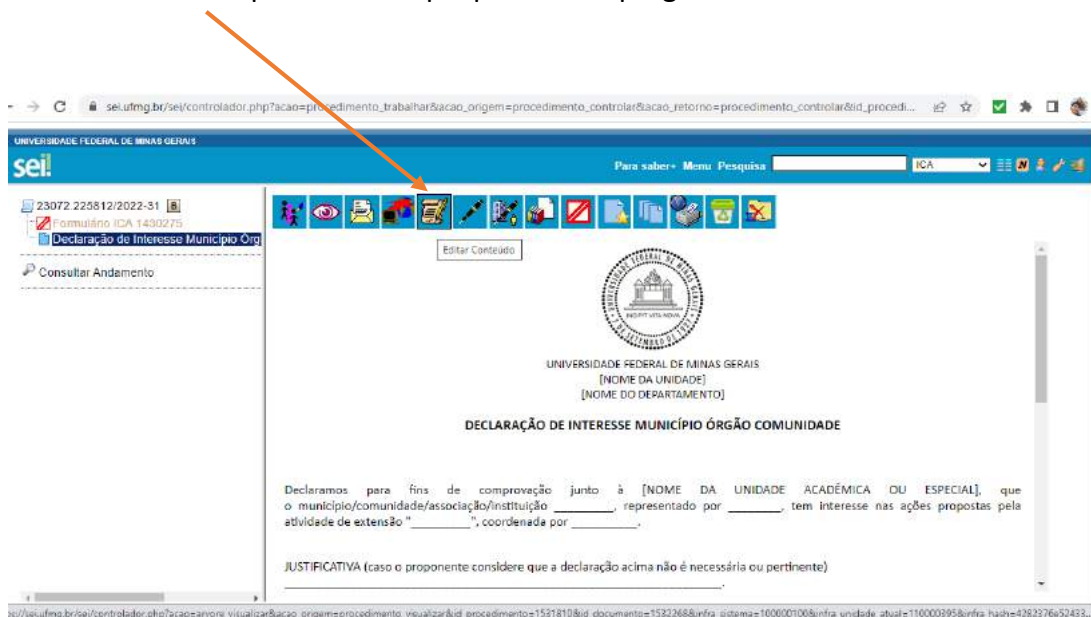 sei.ufmg.br/sei/controlador.php?acao=procedimento_trabalhar&acao_origem=procedimento_controlar&acao_retorno=procedimento_controlar&id_procedi...
UNIVERSIDADE FEDERAL DE MINAS GERAIS
sei!
Para saber+ Menu Pesquisa
ICA
23072.225812/2022-31
Formulário ICA 1430275
Declaração de Interesse Município Órg
Consultar Andamento
Editar Conteúdo
UNIVERSIDADE FEDERAL DE MINAS GERAIS
[NOME DA UNIDADE]
[NOME DO DEPARTAMENTO]
DECLARAÇÃO DE INTERESSE MUNICÍPIO ÓRGÃO COMUNIDADE
Declaramos para fins de comprovação junto à [NOME DA UNIDADE ACADÊMICA OU ESPECIAL], que
o município/comunidade/associação/instituição __________, representado por ________, tem interesse nas ações propostas pela
atividade de extensão "__________", coordenada por ___________.
JUSTIFICATIVA (caso o proponente considere que a declaração acima não é necessária ou pertinente)